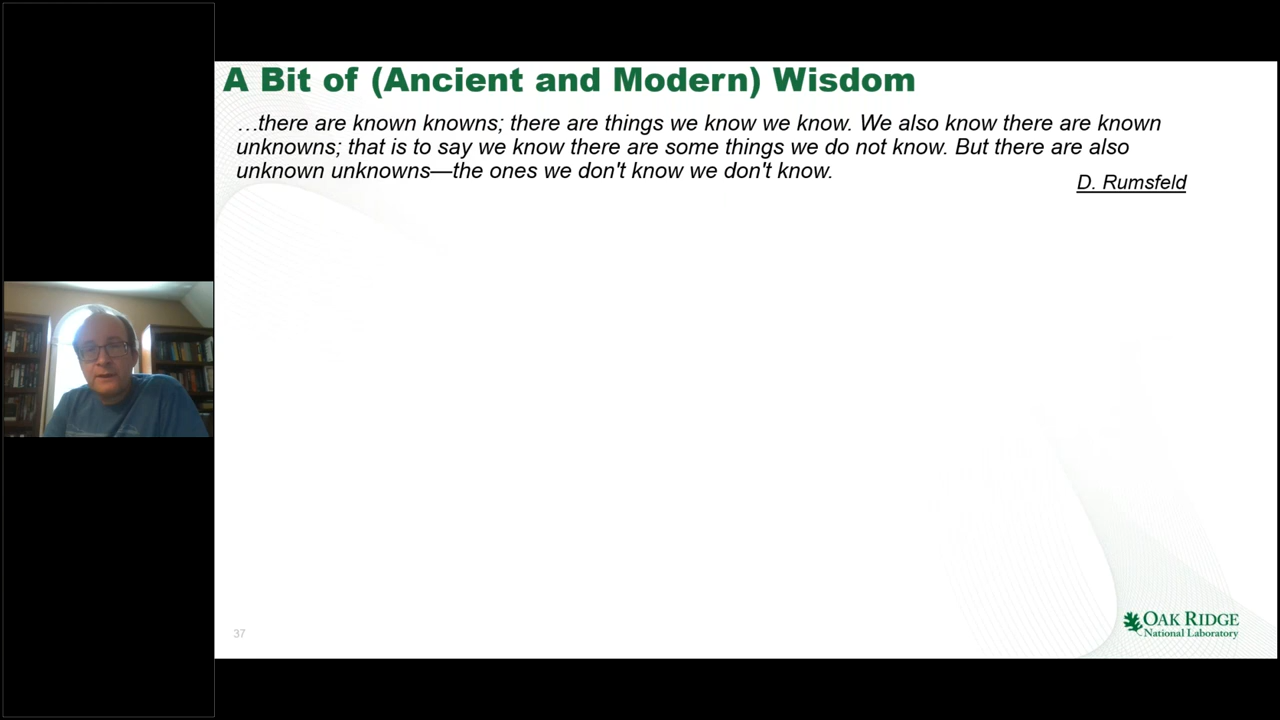 A Bit of (Ancient and Modern) Wisdom
…there are known knowns; there are things we know we know. We also know there are known
unknowns; that is to say we know there are some things we do not know. But there are also
unknown unknowns—the ones we don't know we don't know.
D. Rumsfeld
37
OAK RIDGE
National Laboratory